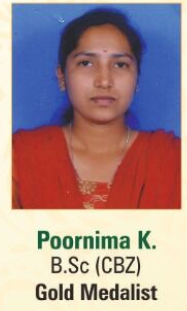 Poornima K.
B.Sc (CBZ)
Gold Medalist